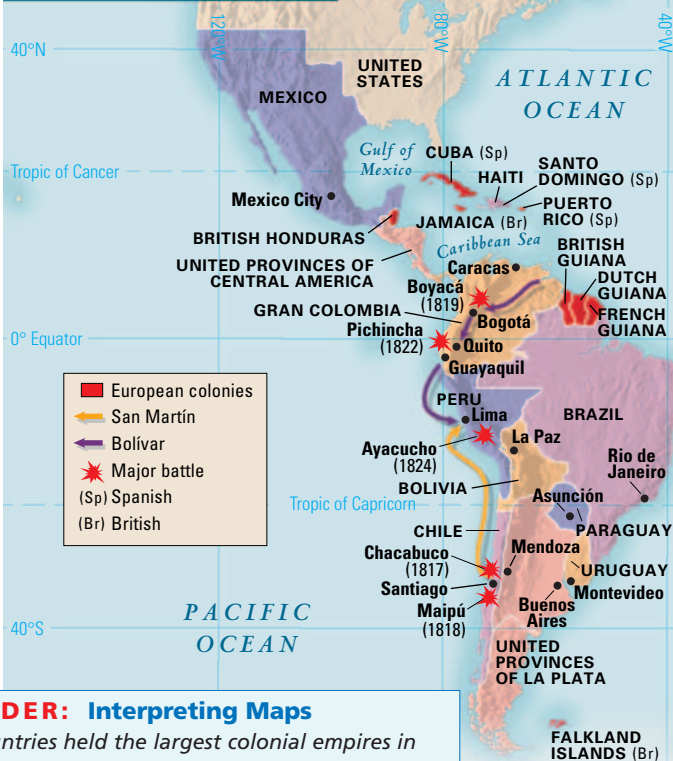 120°W
80°W
40°W
40°N
UNITED
STATES
ATLANTIC
OCEAN
MEXICO
Gulf of
Mexico
CUBA (Sp)
Tropic of Cancer
HAITI
SANTO
DOMINGO (Sp)
Mexico City
PUERTO
RICO (Sp)
JAMAICA (Br)
BRITISH HONDURAS
Caribbean Sea
BRITISH
GUIANA
UNITED PROVINCES OF
CENTRAL AMERICA
Caracas
DUTCH
GUIANA
Boyacá
(1819)
FRENCH
GUIANA
GRAN COLOMBIA
Bogotá
Pichincha
(1822)
0° Equator
Quito
Guayaquil
European colonies
San Martín
Bolívar
Major battle
(Sp) Spanish
(Br) British
PERU
Lima
BRAZIL
Ayacucho
(1824)
La Paz
Rio de
Janeiro
BOLIVIA
Tropic of Capricorn
Asunción
PARAGUAY
CHILE
Chacabuco
(1817)
Mendoza
URUGUAY
Santiago
Montevideo
Maipú
(1818)
Buenos
Aires
PACIFIC
OCEAN
40°S
UNITED
PROVINCES
OF LA PLATA
FALKLAND
ISLANDS (Br)
DER: Interpreting Maps
untries held the largest colonial empires in